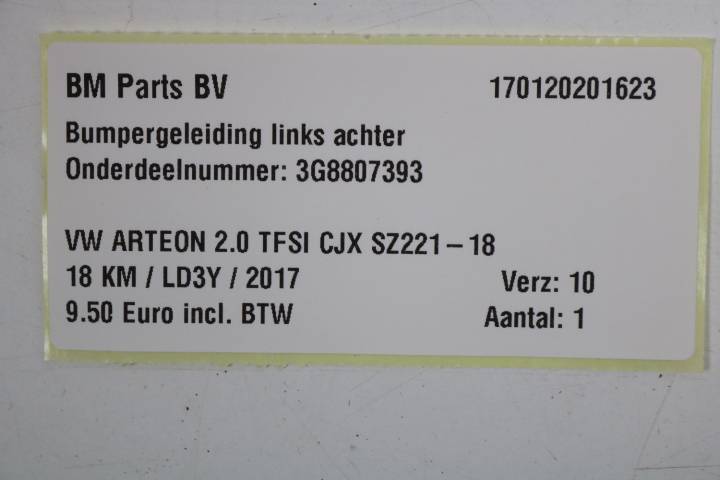 BM Parts BV 170120201623
Bumpergeleiding links achter
Onderdeelnummer: 3G8807393
VW ARTEON 2.0 TFSI CJX SZ221-18
18 KM / LD3Y / 2017 Verz: 10
9.50 Euro incl. BTW Aantal: 1